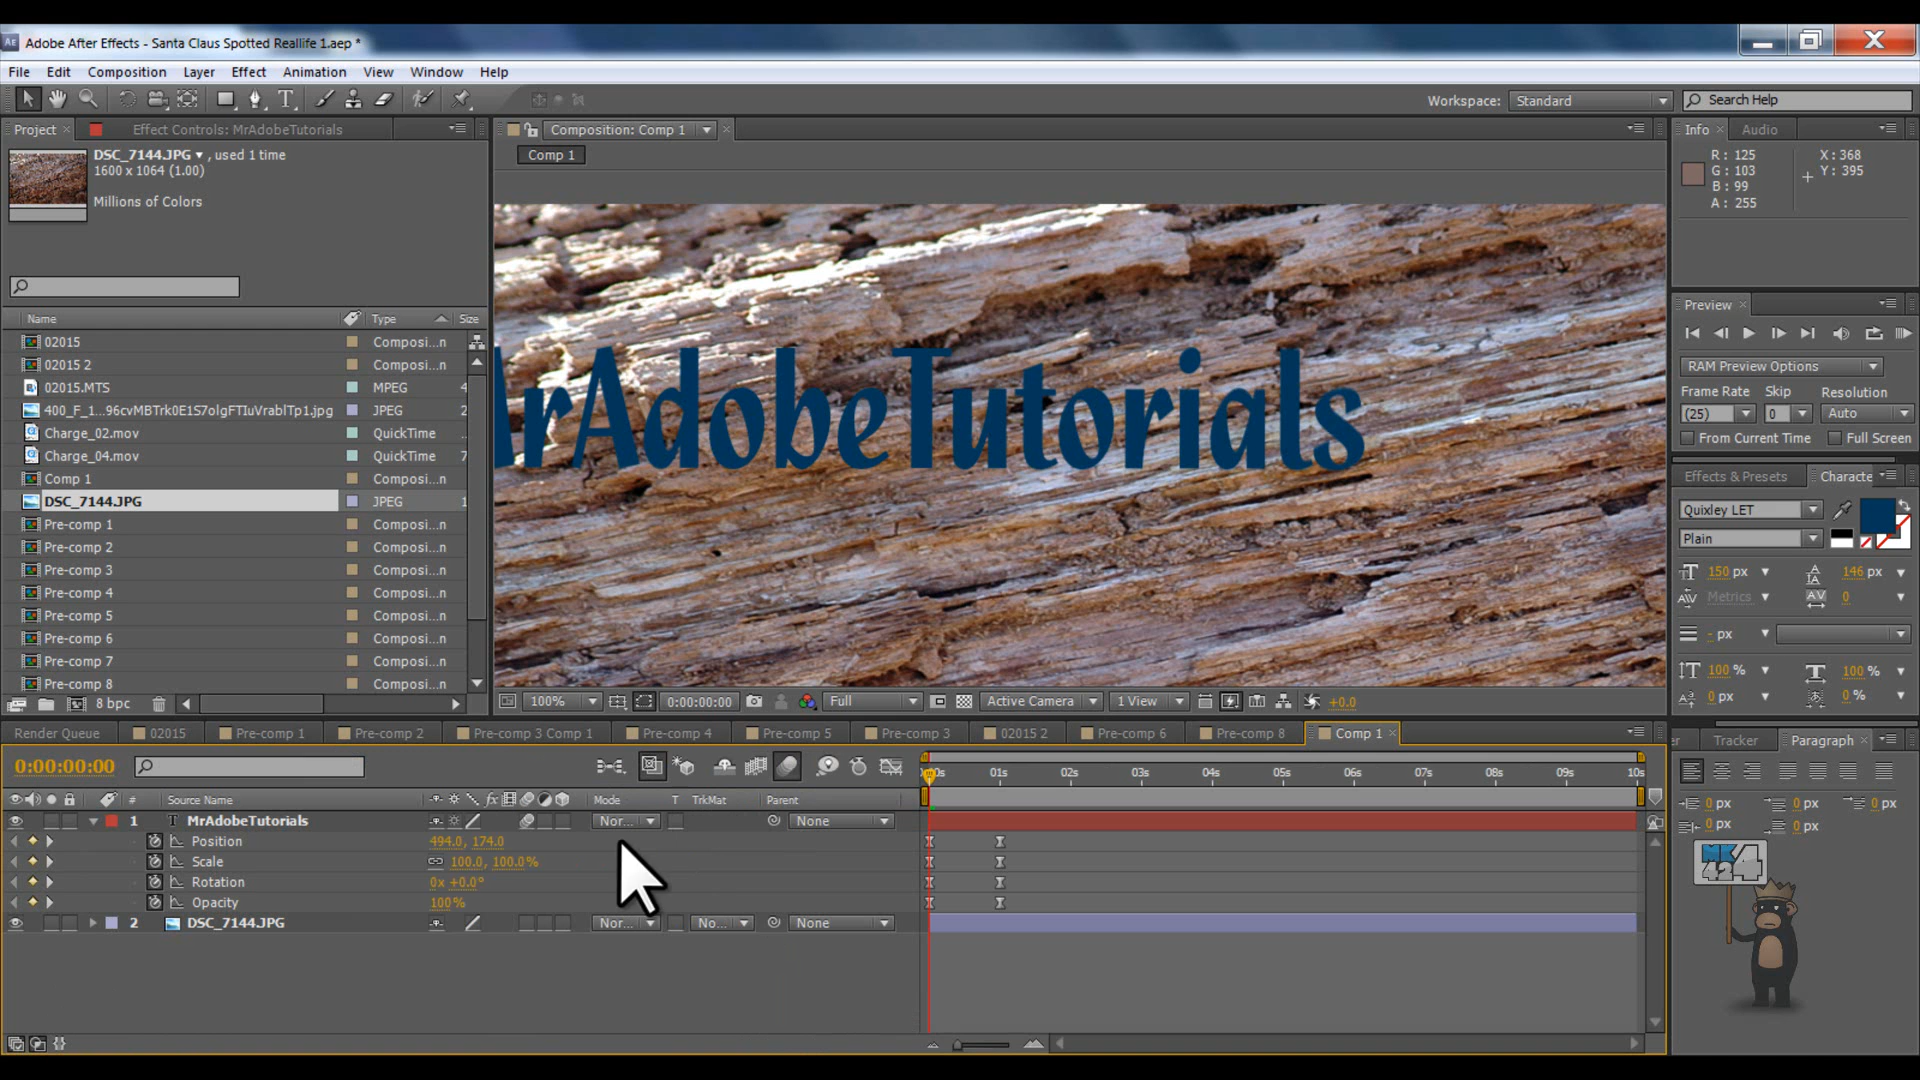 Adobe After Effects - Santa Claus Spotted Reallife 1.aep *
File Edit Composition Layer Effect Animation View Window Help
Workspace: Standard Search Help
Project Effect Controls: MrAdobeTutorials
DSC_7144.JPG , used 1 time
1600 x 1064 (1.00)
Millions of Colors
Name Type Size
02015 Composi...n
02015 2 Composi...n
02015.MTS MPEG 4
400_F_1...96cvMBTrk0E1S7olgFTIuVrablTp1.jpg JPEG 2
Charge_02.mov QuickTime ...
Charge_04.mov QuickTime 7
Comp 1 Composi...n
DSC_7144.JPG JPEG 1
Pre-comp 1 Composi...n
Pre-comp 2 Composi...n
Pre-comp 3 Composi...n
Pre-comp 4 Composi...n
Pre-comp 5 Composi...n
Pre-comp 6 Composi...n
Pre-comp 7 Composi...n
Pre-comp 8 Composi...n
8 bpc
Composition: Comp 1
Comp 1
MrAdobeTutorials
100% 0:00:00:00 Full Active Camera 1 View +0.0
Info Audio
R: 125 X: 368
G: 103 Y: 395
B: 99
A: 255
Preview
RAM Preview Options
Frame Rate Skip Resolution
(25) 0 Auto
From Current Time Full Screen
Effects & Presets Characte
Quixley LET
Plain
150 px 146 px
Metrics 0
- px
100 % 100 %
0 px 0 %
Render Queue 02015 Pre-comp 1 Pre-comp 2 Pre-comp 3 Comp 1 Pre-comp 4 Pre-comp 5 Pre-comp 3 02015 2 Pre-comp 6 Pre-comp 8 Comp 1
0:00:00:00
0s 01s 02s 03s 04s 05s 06s 07s 08s 09s 10s
# Source Name fx Mode T TrkMat Parent
1 T MrAdobeTutorials Nor... None
Position 494.0, 174.0
Scale 100.0, 100.0%
Rotation 0x +0.0°
Opacity 100%
2 DSC_7144.JPG Nor... No... None
er Tracker Paragraph
0 px 0 px 0 px
0 px 0 px
MK
424